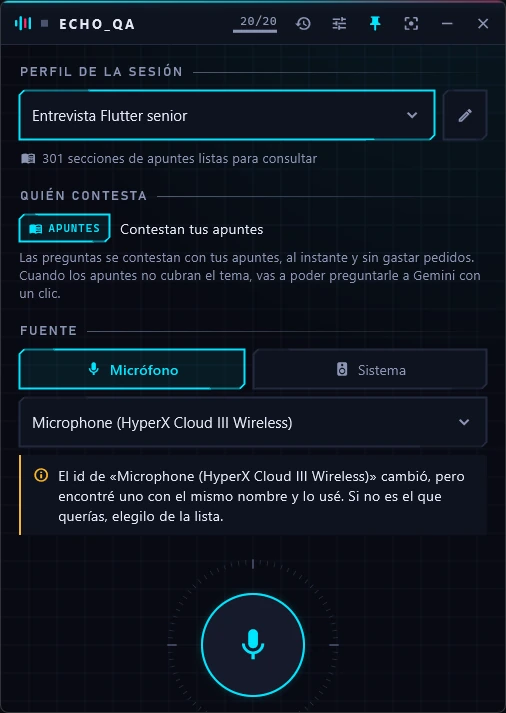 ECHO_QA
20/20
PERFIL DE LA SESIÓN
Entrevista Flutter senior
301 secciones de apuntes listas para consultar
QUIÉN CONTESTA
APUNTES
Contestan tus apuntes
Las preguntas se contestan con tus apuntes, al instante y sin gastar pedidos.
Cuando los apuntes no cubran el tema, vas a poder preguntarle a Gemini con
un clic.
FUENTE
Micrófono
Sistema
Microphone (HyperX Cloud III Wireless)
El id de «Microphone (HyperX Cloud III Wireless)» cambió, pero
encontré uno con el mismo nombre y lo usé. Si no es el que
querías, elegilo de la lista.